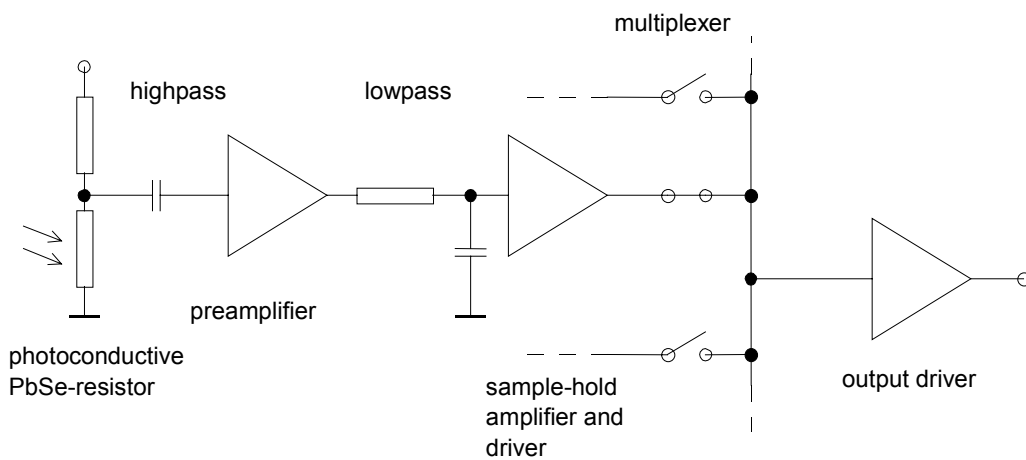 multiplexer
highpass
lowpass
preamplifier
photoconductive
PbSe-resistor
sample-hold
amplifier and
driver
output driver